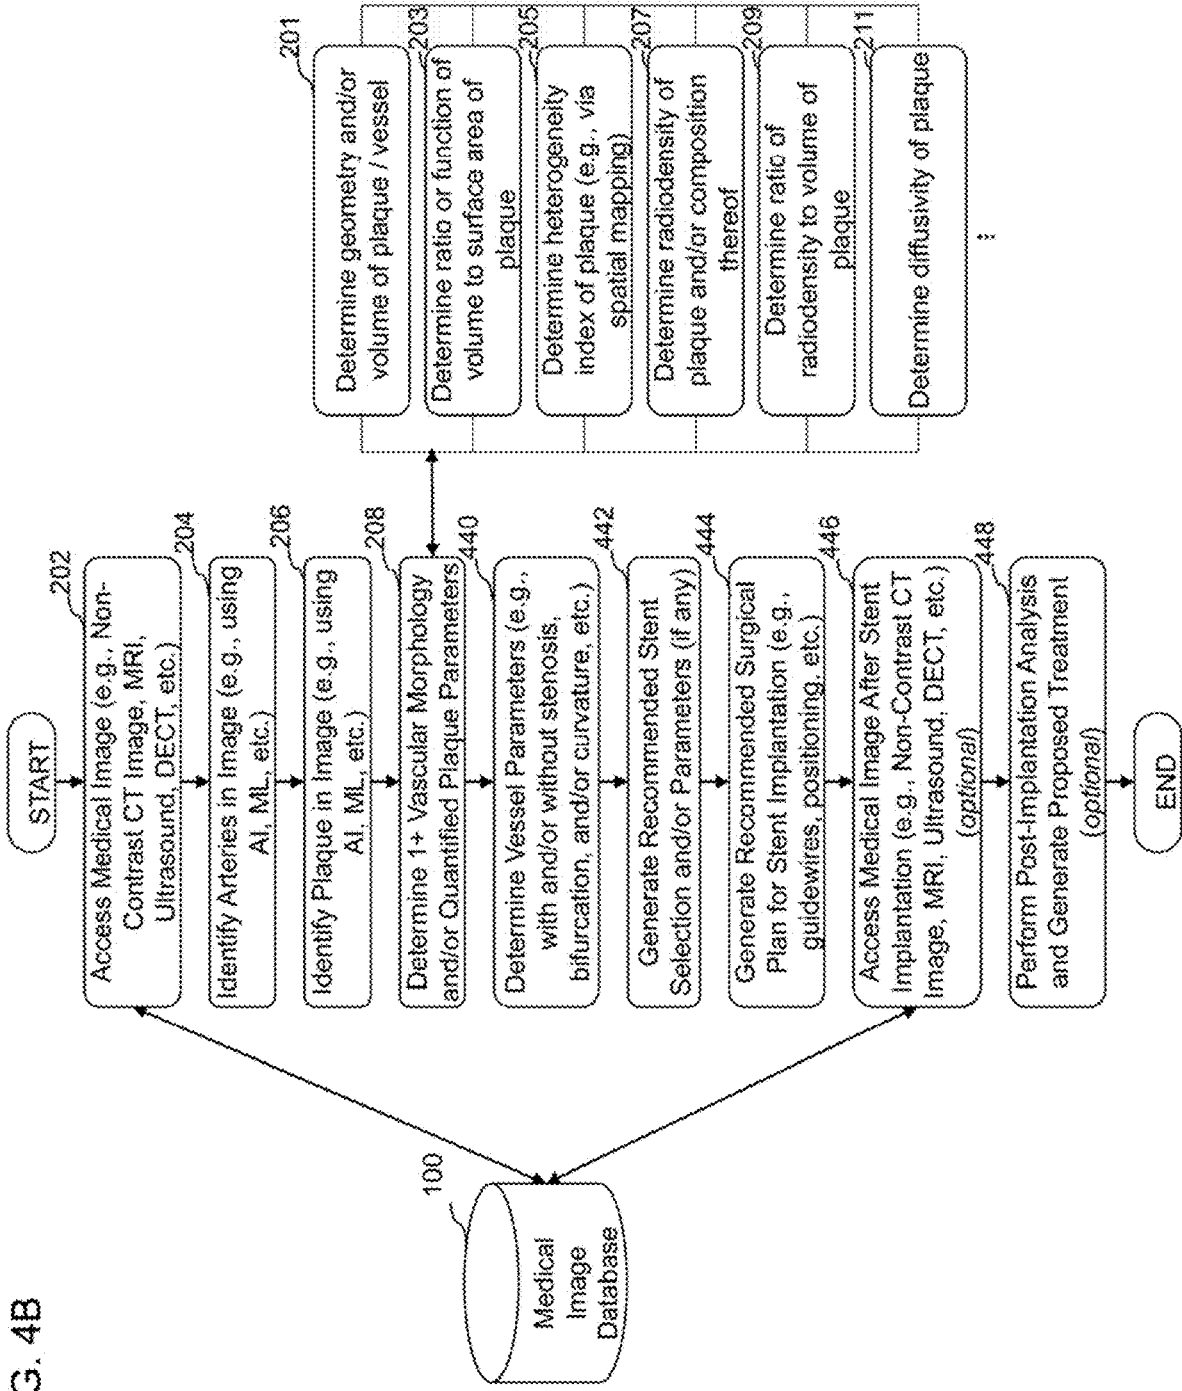 G. 4B
START
202
Access Medical Image (e.g., Non-
Contrast CT Image, MRI,
Ultrasound, DECT, etc.)
204
Identify Arteries in Image (e.g., using
AI, ML, etc.)
206
Identify Plaque in Image (e.g., using
AI, ML, etc.)
208
Determine 1+ Vascular Morphology
and/or Quantified Plaque Parameters
440
Determine Vessel Parameters (e.g.,
with and/or without stenosis,
bifurcation, and/or curvature, etc.)
442
Generate Recommended Stent
Selection and/or Parameters (if any)
444
Generate Recommended Surgical
Plan for Stent Implantation (e.g.,
guidewires, positioning, etc.)
446
Access Medical Image After Stent
Implantation (e.g., Non-Contrast CT
Image, MRI, Ultrasound, DECT, etc.)
(optional)
448
Perform Post-Implantation Analysis
and Generate Proposed Treatment
(optional)
END
100
Medical
Image
Database
201
Determine geometry and/or
volume of plaque / vessel
203
Determine ratio or function of
volume to surface area of
plaque
205
Determine heterogeneity
index of plaque (e.g., via
spatial mapping)
207
Determine radiodensity of
plaque and/or composition
thereof
209
Determine ratio of
radiodensity to volume of
plaque
211
Determine diffusivity of plaque